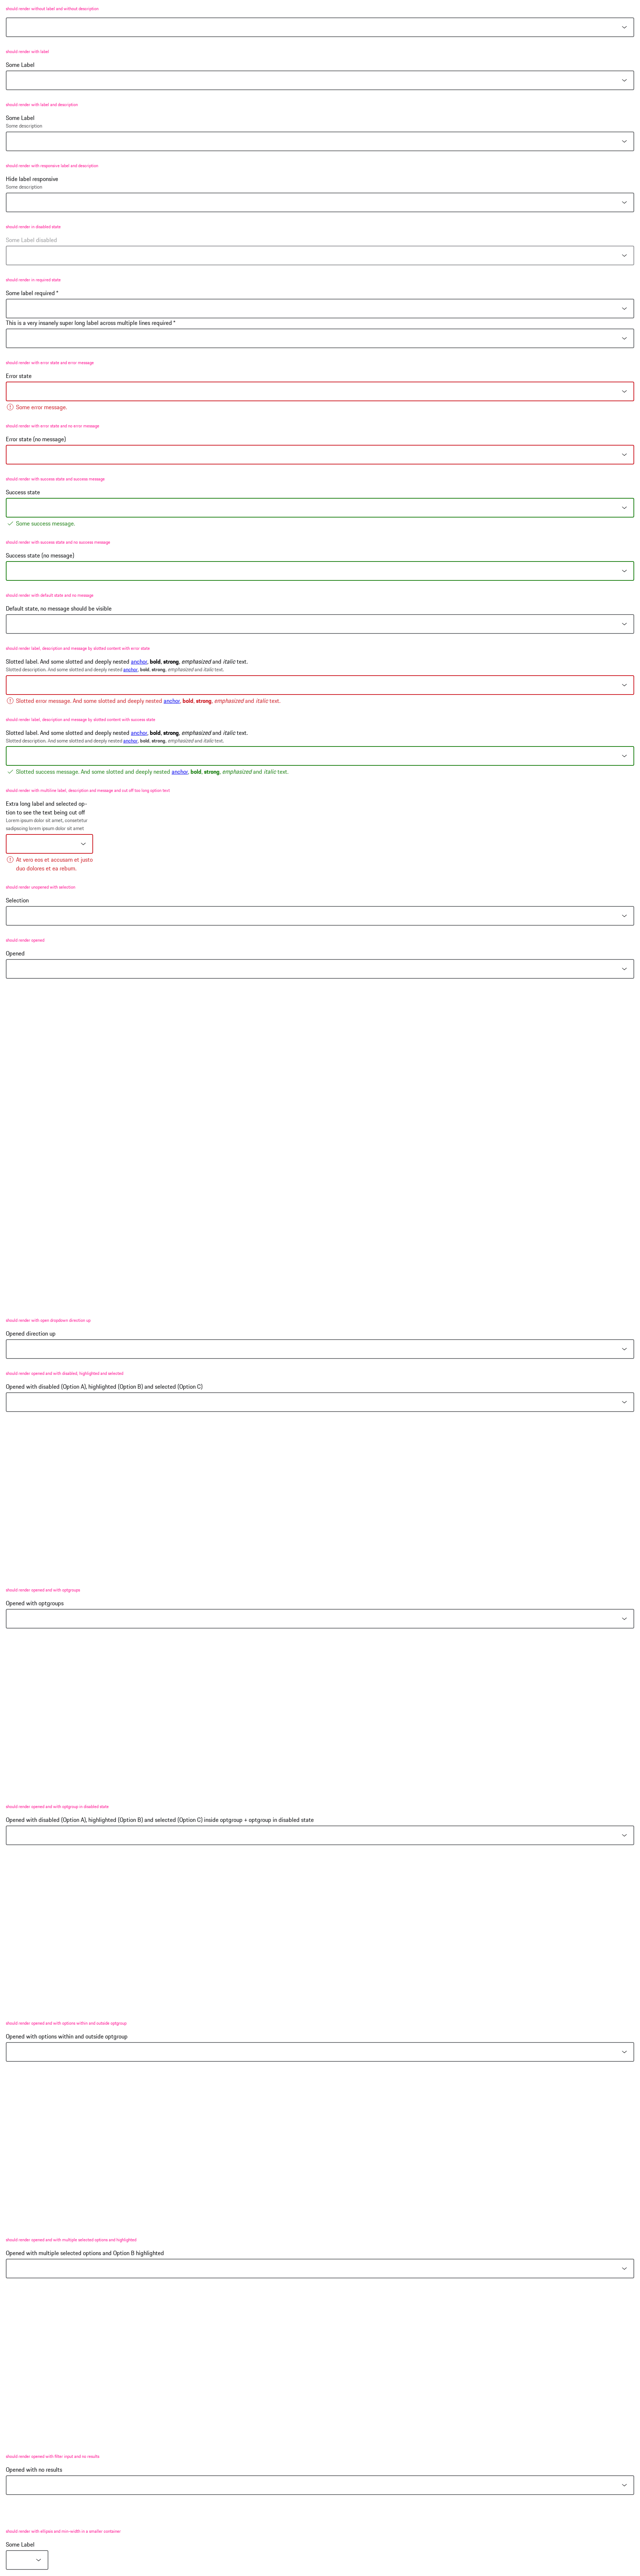 should render without label and without description
should render with label
Some Label
should render with label and description
Some Label
Some description
should render with responsive label and description
Hide label responsive
Some description
should render in disabled state
Some Label disabled
should render in required state
Some label required *
This is a very insanely super long label across multiple lines required *
should render with error state and error message
Error state
Some error message.
should render with error state and no error message
Error state (no message)
should render with success state and success message
Success state
Some success message.
should render with success state and no success message
Success state (no message)
should render with default state and no message
Default state, no message should be visible
should render label, description and message by slotted content with error state
Slotted label. And some slotted and deeply nested anchor, bold, strong, emphasized and italic text.
Slotted description. And some slotted and deeply nested anchor, bold, strong, emphasized and italic text.
Slotted error message. And some slotted and deeply nested anchor, bold, strong, emphasized and italic text.
should render label, description and message by slotted content with success state
Slotted label. And some slotted and deeply nested anchor, bold, strong, emphasized and italic text.
Slotted description. And some slotted and deeply nested anchor, bold, strong, emphasized and italic text.
Slotted success message. And some slotted and deeply nested anchor, bold, strong, emphasized and italic text.
should render with multiline label, description and message and cut off too long option text
Extra long label and selected op-
tion to see the text being cut off
Lorem ipsum dolor sit amet, consetetur
sadipscing lorem ipsum dolor sit amet
At vero eos et accusam et justo
duo dolores et ea rebum.
should render unopened with selection
Selection
should render opened
Opened
should render with open dropdown direction up
Opened direction up
should render opened and with disabled, highlighted and selected
Opened with disabled (Option A), highlighted (Option B) and selected (Option C)
should render opened and with optgroups
Opened with optgroups
should render opened and with optgroup in disabled state
Opened with disabled (Option A), highlighted (Option B) and selected (Option C) inside optgroup + optgroup in disabled state
should render opened and with options within and outside optgroup
Opened with options within and outside optgroup
should render opened and with multiple selected options and highlighted
Opened with multiple selected options and Option B highlighted
should render opened with filter input and no results
Opened with no results
should render with ellipsis and min-width in a smaller container
Some Label